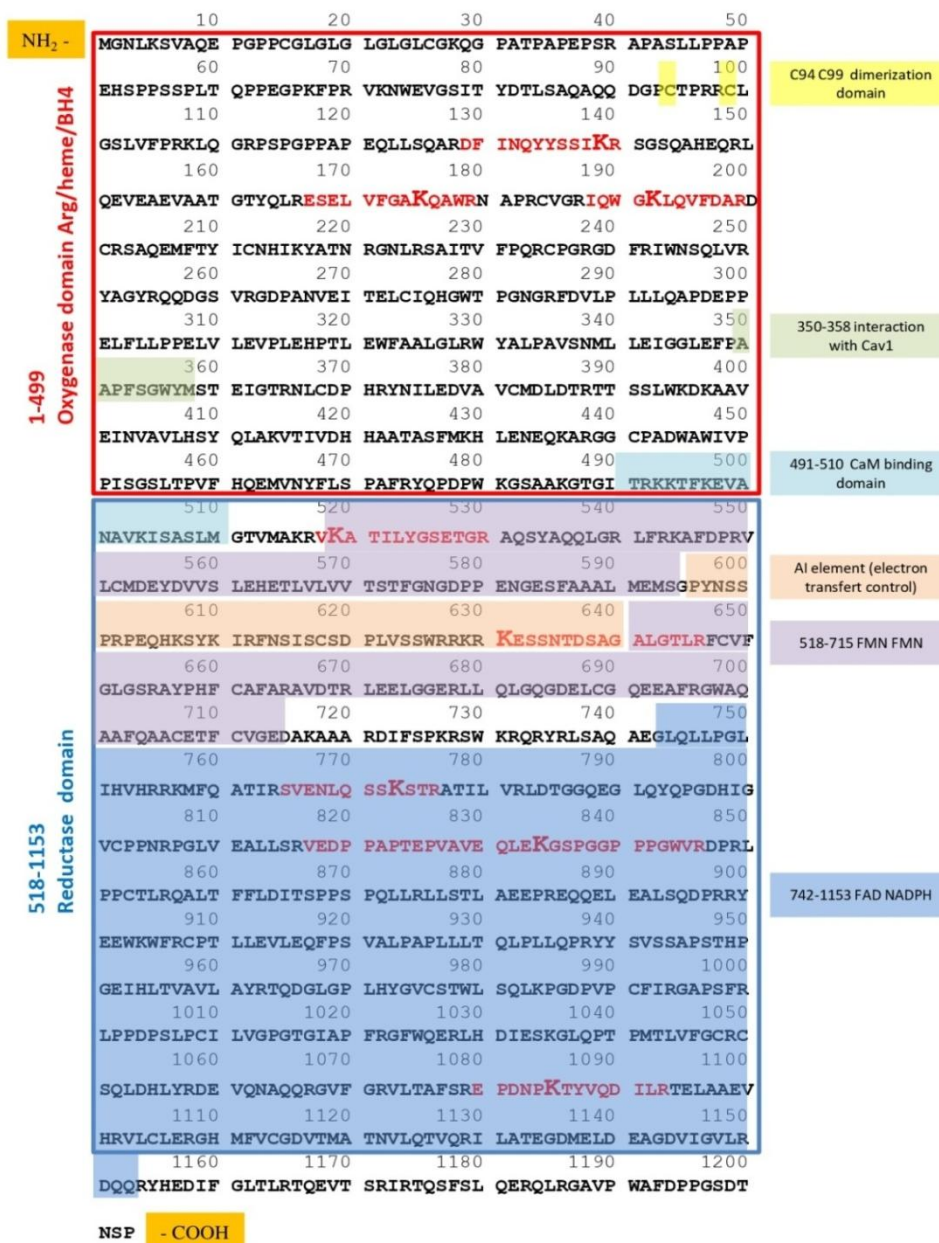 10 20 30 40 50
NH2 - MGNLKSVAQE PGPPCGLGLG LGLGLCGKQG PATPAPEPSR APASLLPPAP
60 70 80 90 100
EHSPPSSPLT QPPEGPKFPR VKNWEVGSIT YDTLSAQAQQ DGPCTPRRCL
110 120 130 140 150
GSLVFPRKLQ GRPSPGPPAP EQLLSQARDF INQYYSSIKR SGSQAHEQRL
160 170 180 190 200
QEVEAEVAAT GTYQLRESEL VFGAKQAWRN APRCVGRIQW GKLQVFDARD
210 220 230 240 250
CRSAQEMFTY ICNHIKYATN RGNLRSAITV FPQRCPGRGD FRIWNSQLVR
260 270 280 290 300
YAGYRQQDGS VRGDPANVEI TELCIQHGWT PGNGRFDVLP LLLQAPDEPP
310 320 330 340 350
ELFLLPPELV LEVPLEHPTL EWFAALGLRW YALPAVSNML LEIGGLEFPA
360 370 380 390 400
APFSGWYMST EIGTRNLCDP HRYNILEDVA VCMDLDTRTT SSLWKDKAAV
410 420 430 440 450
EINVAVLHSY QLAKVTIVDH HAATASFMKH LENEQKARGG CPADWAWIVP
460 470 480 490 500
PISGSLTPVF HQEMVNYFLS PAFRYQPDPW KGSAAKGTGI TRKKTFKEVA
510 520 530 540 550
NAVKISASLM GTVMAKRVKA TILYGSETGR AQSYAQQLGR LFRKAFDPRV
560 570 580 590 600
LCMDEYDVVS LEHETLVLVV TSTFGNGDPP ENGESFAAAL MEMSGPYNSS
610 620 630 640 650
PRPEQHKSYK IRFNSISCSD PLVSSWRRKR KESSNTDSAG ALGTLRFCVF
660 670 680 690 700
GLGSRAYPHF CAFARAVDTR LEELGGERLL QLGQGDELCG QEEAFRGWAQ
710 720 730 740 750
AAFQAACETF CVGEDAKAAA RDIFSPKRSW KRQRYRLSAQ AEGLQLLPGL
760 770 780 790 800
IHVHRRKMFQ ATIRSVENLQ SSKSTRATIL VRLDTGGQEG LQYQPGDHIG
810 820 830 840 850
VCPPNRPGLV EALLSRVEDP PAPTEPVAVE QLEKGSPGGP PPGWVRDPRL
860 870 880 890 900
PPCTLRQALT FFLDITSPPS PQLLRLLSTL AEEPREQQEL EALSQDPRRY
910 920 930 940 950
EEWKWFRCPT LLEVLEQFPS VALPAPLLLT QLPLLQPRYY SVSSAPSTHP
960 970 980 990 1000
GEIHLTVAVL AYRTQDGLGP LHYGVCSTWL SQLKPGDPVP CFIRGAPSFR
1010 1020 1030 1040 1050
LPPDPSLPCI LVGPGTGIAP FRGFWQERLH DIESKGLQPT PMTLVFGCRC
1060 1070 1080 1090 1100
SQLDHLYRDE VQNAQQRGVF GRVLTAFSRE PDNPKTYVQD ILRTELAAEV
1110 1120 1130 1140 1150
HRVLCLERGH MFVCGDVTMA TNVLQTVQRI LATEGDMELD EAGDVIGVLR
1160 1170 1180 1190 1200
DQQRYHEDIF GLTLRTQEVT SRIRTQSFSL QERQLRGAVP WAFDPPGSDT
NSP - COOH
1-499
Oxygenase domain Arg/heme/BH4
518-1153
Reductase domain
C94 C99 dimerization
domain
350-358 interaction
with Cav1
491-510 CaM binding
domain
AI element (electron
transfert control)
518-715 FMN FMN
742-1153 FAD NADPH